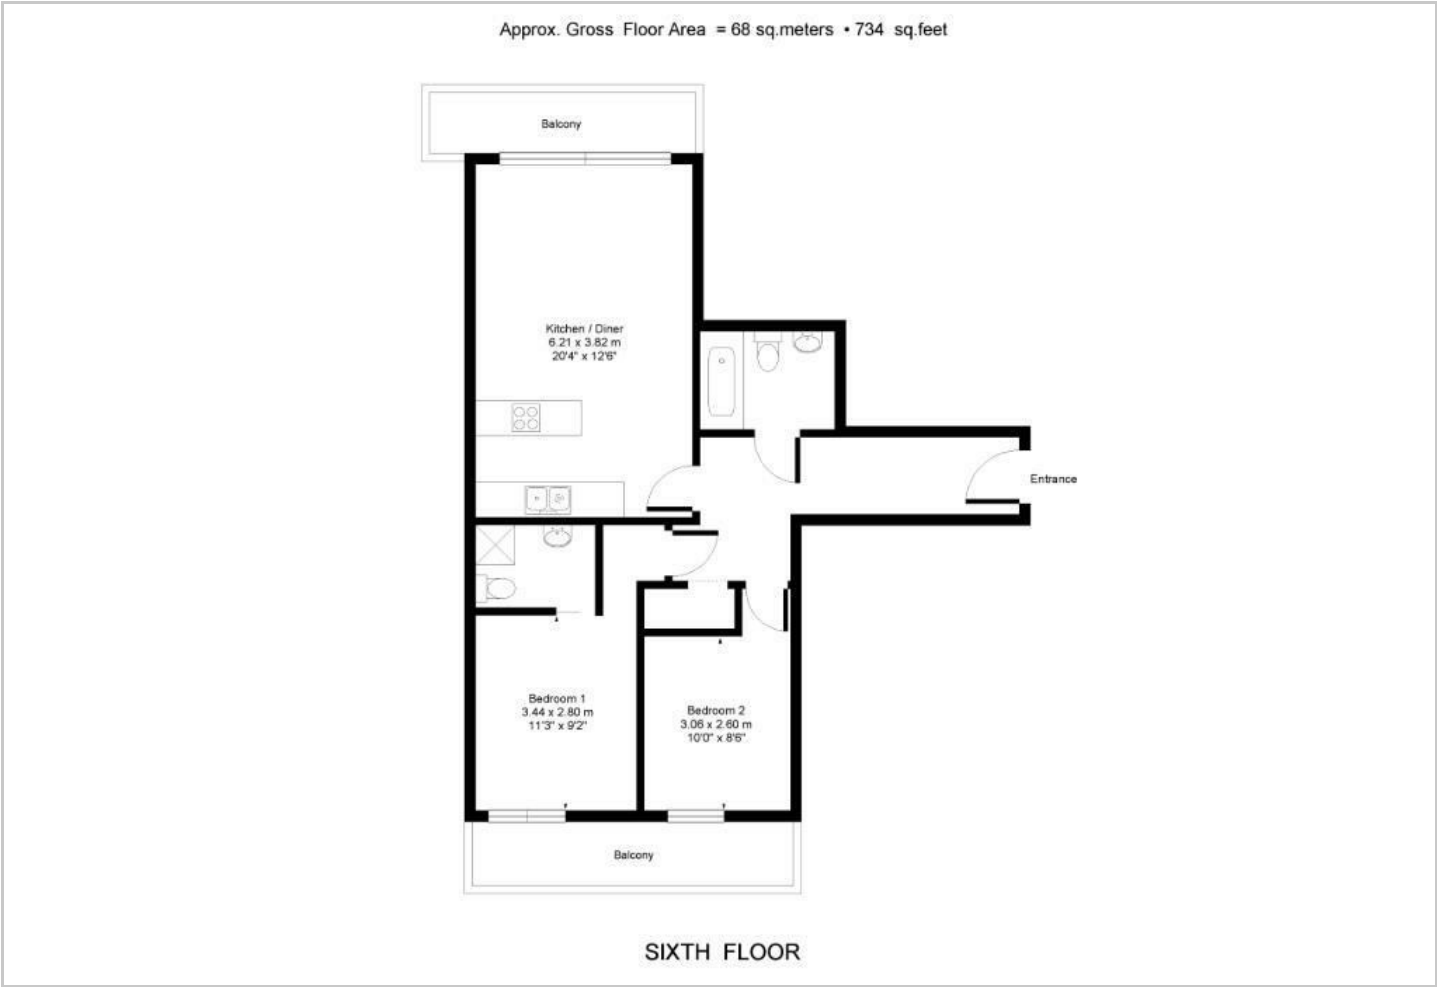 Approx. Gross Floor Area = 68 sq.meters • 734 sq.feet
Balcony
Kitchen / Diner
6.21 x 3.82 m
20'4" x 12'6"
Entrance
Bedroom 1
3.44 x 2.80 m
11'3" x 9'2"
Bedroom 2
3.06 x 2.60 m
10'0" x 8'6"
Balcony
SIXTH FLOOR